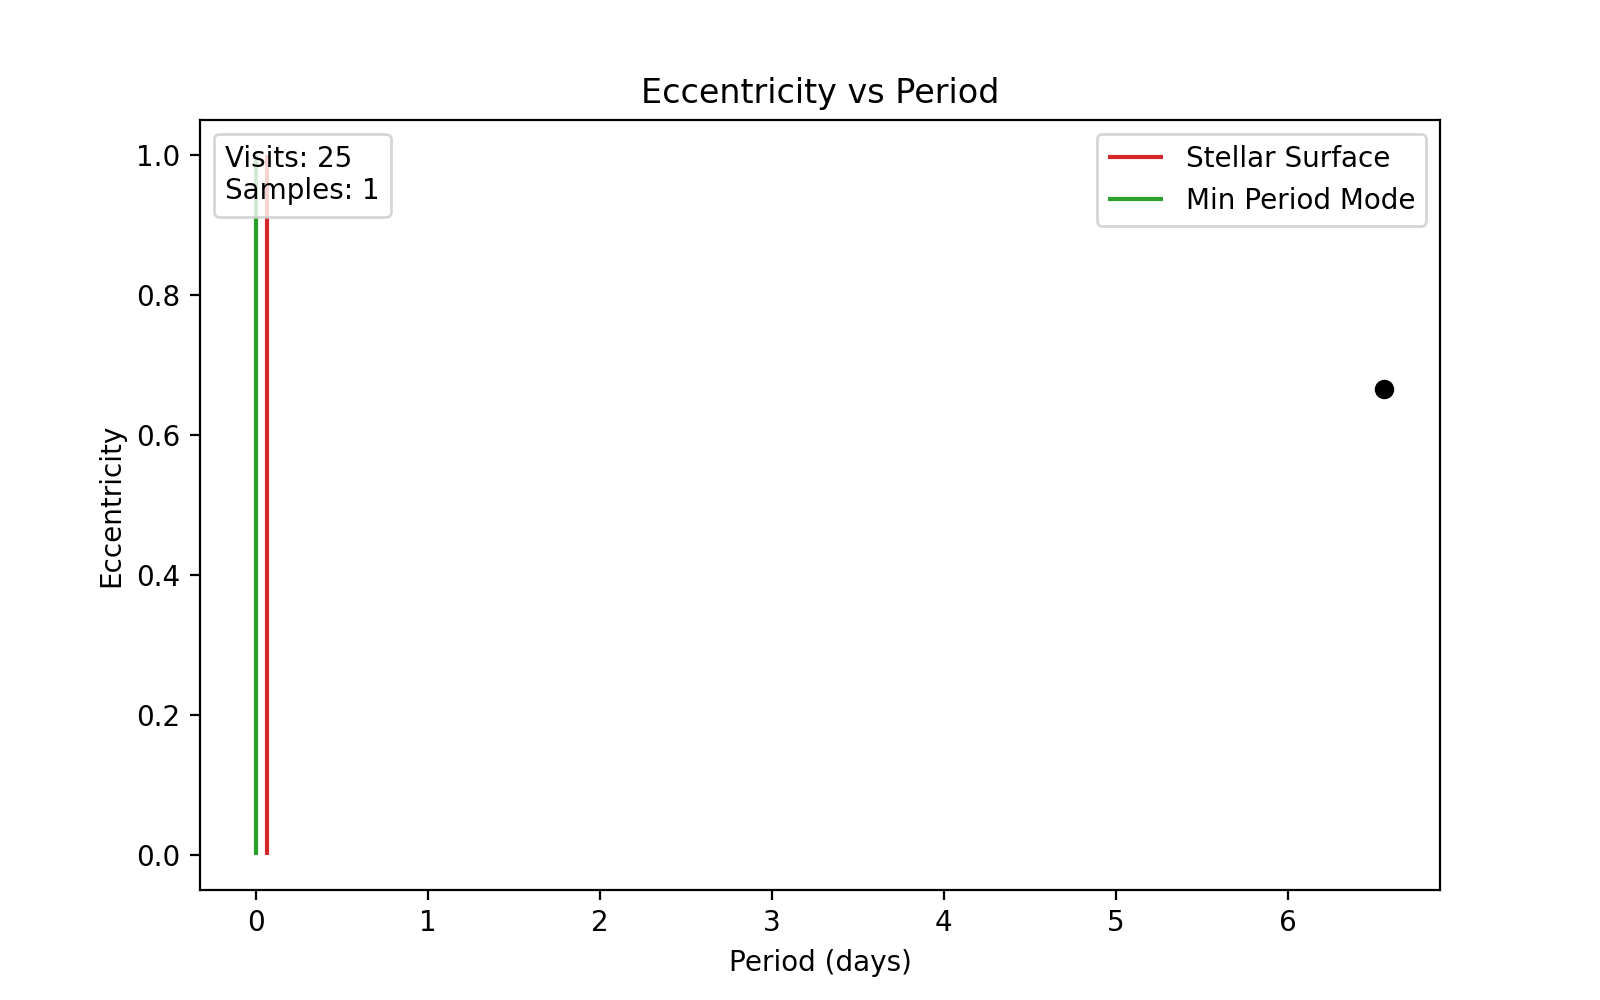 Eccentricity vs Period
Visits: 25
Samples: 1
Stellar Surface
Min Period Mode
1.0
0.8
0.6
0.4
0.2
0.0
Eccentricity
0 1 2 3 4 5 6
Period (days)